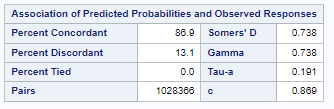 Association of Predicted Probabilities and Observed Responses
Percent Concordant 86.9 Somers' D 0.738
Percent Discordant 13.1 Gamma 0.738
Percent Tied 0.0 Tau-a 0.191
Pairs 1028366 c 0.869